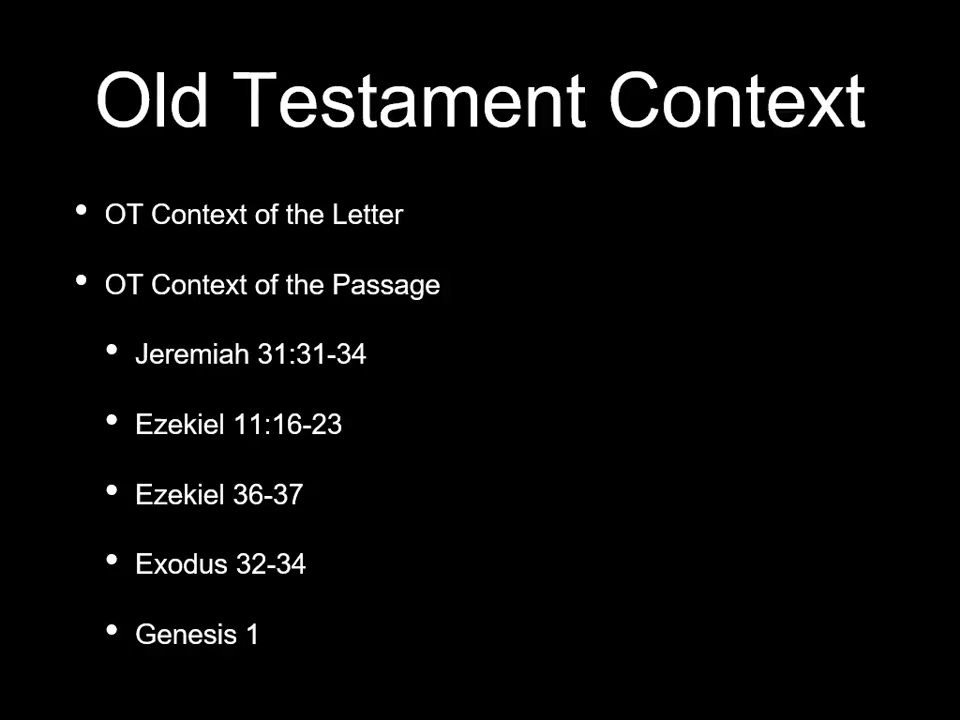 Old Testament Context
• OT Context of the Letter
• OT Context of the Passage
• Jeremiah 31:31-34
• Ezekiel 11:16-23
• Ezekiel 36-37
• Exodus 32-34
• Genesis 1